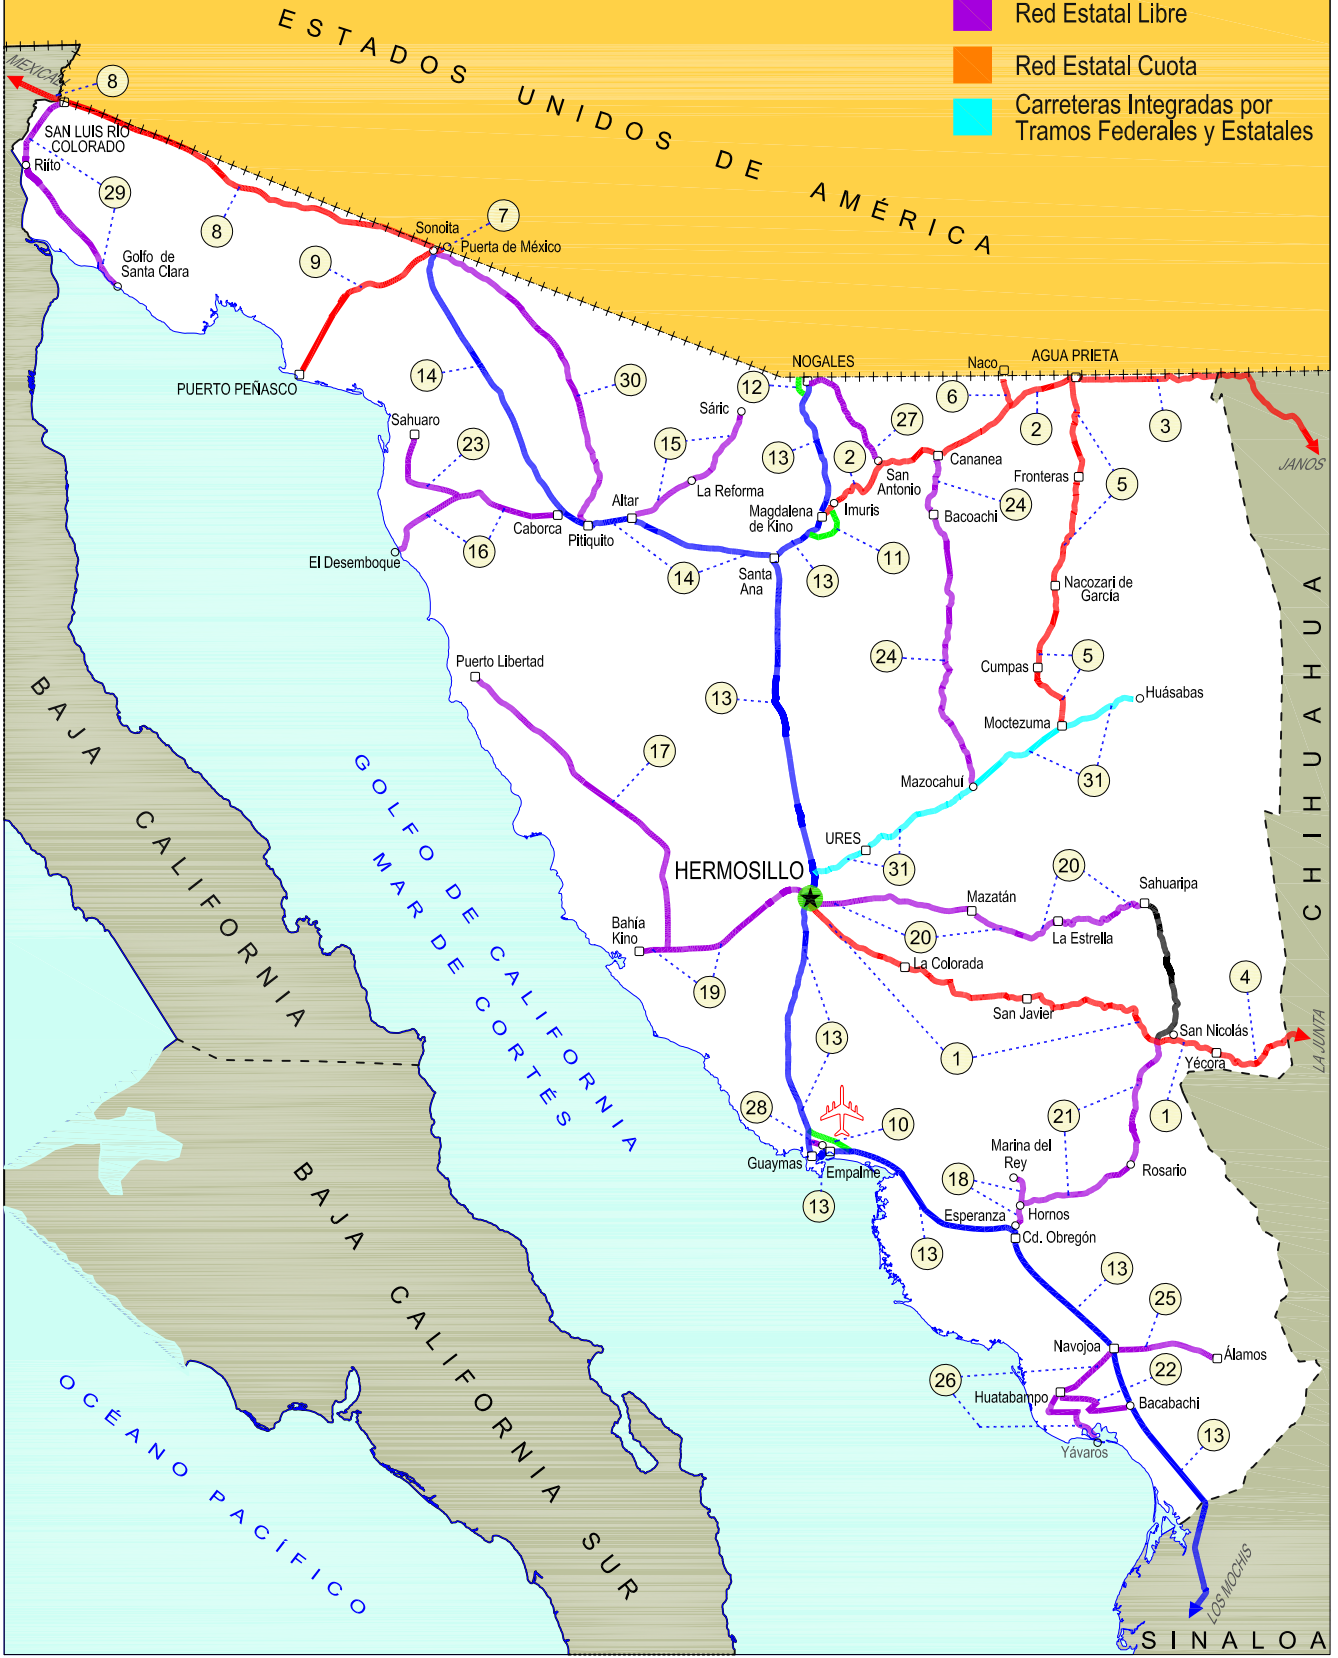 Red Estatal Libre
Red Estatal Cuota
Carreteras Integradas por
Tramos Federales y Estatales
ESTADOS UNIDOS DE AMÉRICA
MEXICALI
8
SAN LUIS RÍO
COLORADO
Riíto
29
8
Golfo de
Santa Clara
Sonoita
7
Puerta de México
9
PUERTO PEÑASCO
14
30
NOGALES
12
Naco
AGUA PRIETA
6
2
3
JANOS
Sáric
15
27
13
2
Sahuaro
23
La Reforma
San
Antonio
Cananea
Fronteras
5
24
Altar
Magdalena
de Kino
Imuris
Bacoachi
Caborca
Pitiquito
16
El Desemboque
14
Santa
Ana
13
11
Nacozari de
García
CHIHUAHUA
24
Cumpas
5
Puerto Libertad
Huásabas
13
Moctezuma
17
Mazocahuí
31
BAJA CALIFORNIA
GOLFO DE CALIFORNIA
MAR DE CORTÉS
URES
31
HERMOSILLO
20
Mazatán
Sahuaripa
Bahía
Kino
20
La Estrella
La Colorada
19
San Javier
4
13
San Nicolás
LA JUNTA
1
Yécora
28
10
21
1
Guaymas
Empalme
Marina del
Rey
Rosario
18
13
Esperanza
Hornos
Cd. Obregón
13
13
25
Navojoa
Álamos
22
26
Huatabampo
Bacabachi
13
Yávaros
BAJA CALIFORNIA SUR
OCÉANO PACÍFICO
LOS MOCHIS
SINALOA